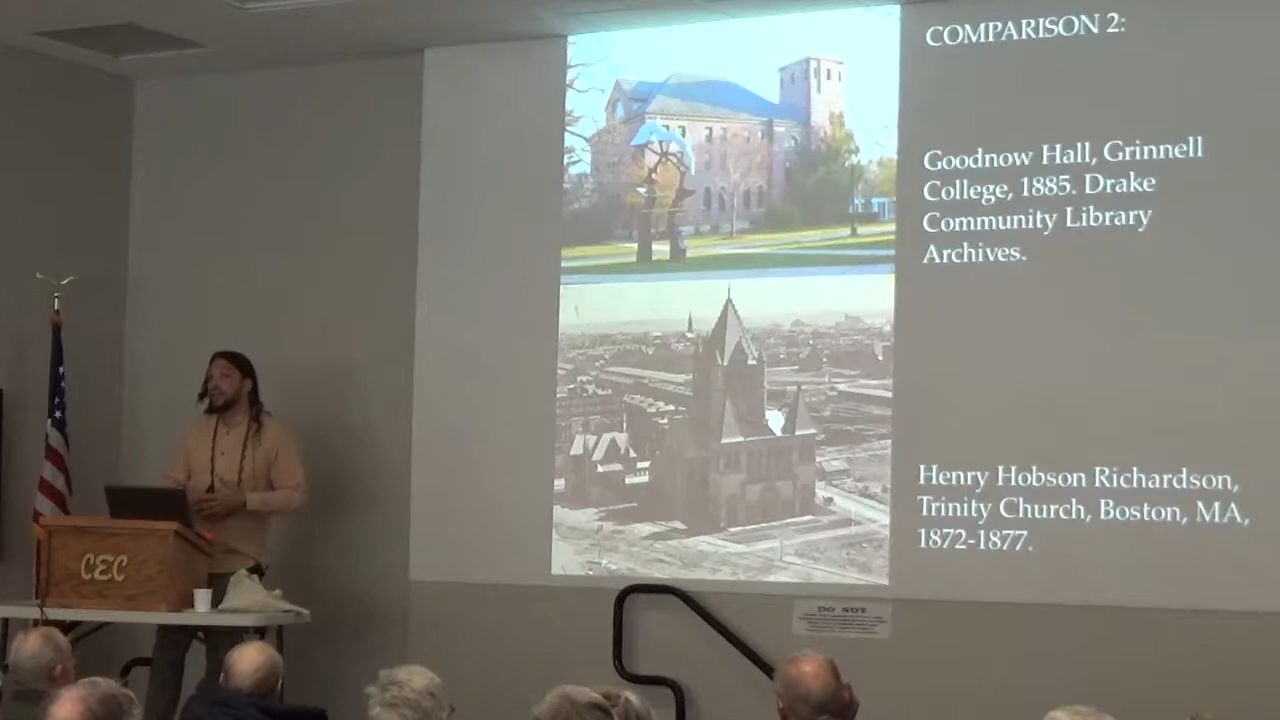 COMPARISON 2:
Goodnow Hall, Grinnell
College, 1885. Drake
Community Library
Archives.
Henry Hobson Richardson,
Trinity Church, Boston, MA,
1872-1877.
CEC
DO NOT